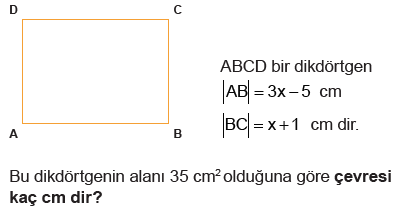 D C
A B
ABCD bir dikdörtgen
|AB| = 3x – 5 cm
|BC| = x + 1 cm dir.
Bu dikdörtgenin alanı 35 cm² olduğuna göre çevresi
kaç cm dir?